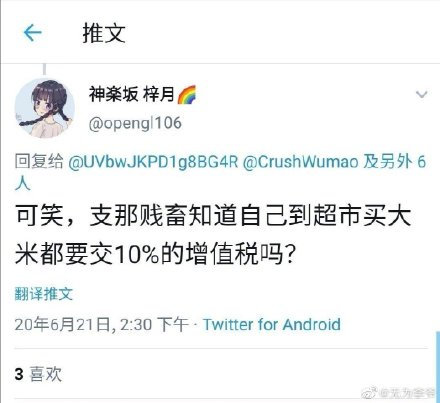 推文
神楽坂 梓月🌈
@opengl106
回复给 @UVbwJKPD1g8BG4R @CrushWumao 及另外 6
人
可笑，支那贱畜知道自己到超市买大
米都要交10%的增值税吗？
翻译推文
20年6月21日, 2:30 下午 · Twitter for Android
3 喜欢